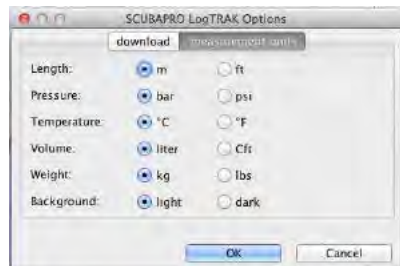 SCUBAPRO LogTRAK Options
download measurement units
Length: m ft
Pressure: bar psi
Temperature: °C °F
Volume: liter Cft
Weight: kg lbs
Background: light dark
OK Cancel